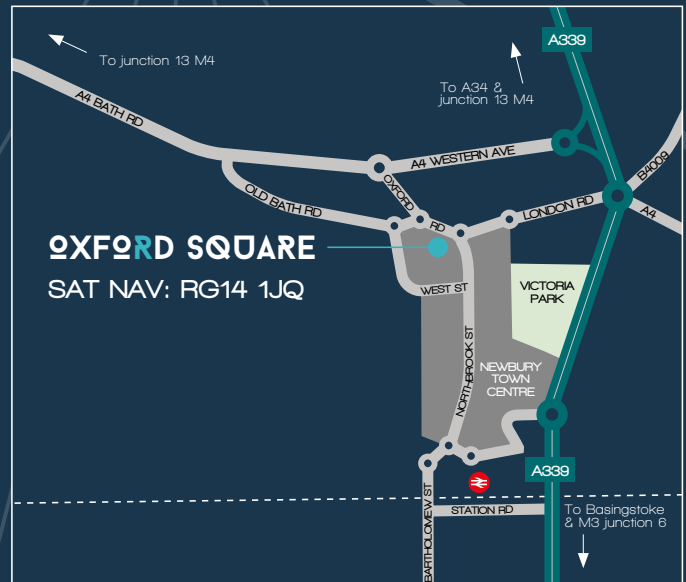 A339
To junction 13 M4
To A34 &
junction 13 M4
A4 BATH RD
A4 WESTERN AVE
B4009
OXFORD
RD
OLD BATH RD
LONDON RD
A4
OXFORD SQUARE
SAT NAV: RG14 1JQ
WEST ST
VICTORIA
PARK
NORTHBROOK ST
NEWBURY
TOWN
CENTRE
A339
BARTHOLOMEW ST
STATION RD
To Basingstoke
& M3 junction 6